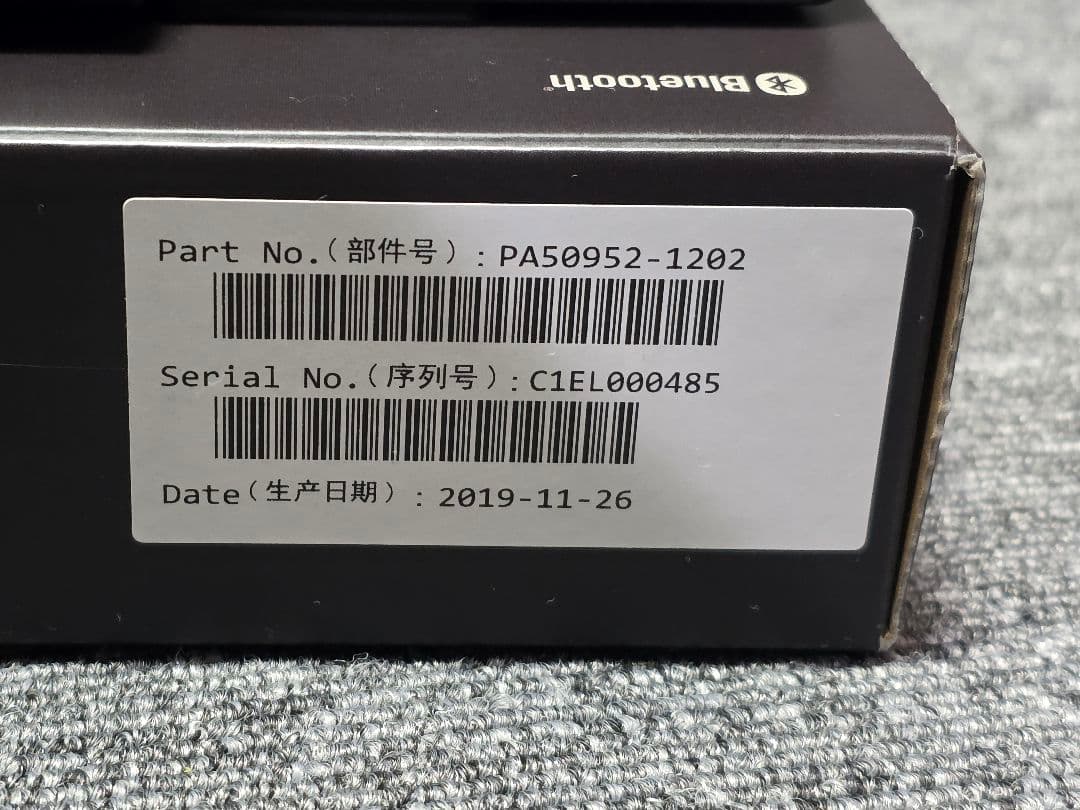 Bluetooth®
Part No.(部件号): PA50952-1202
Serial No.(序列号): C1EL000485
Date(生产日期): 2019-11-26